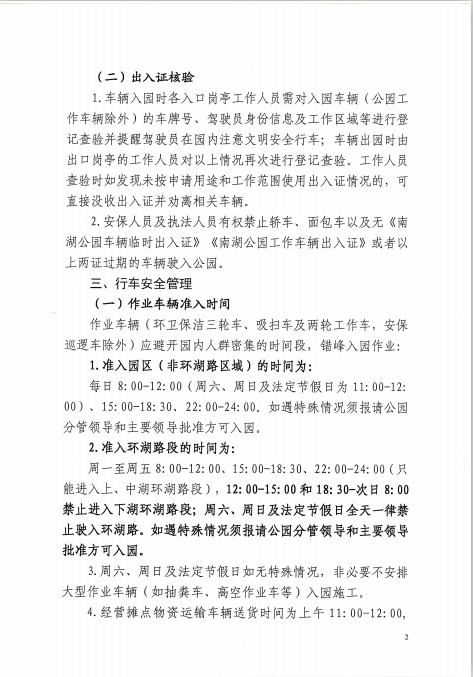 （二）出入证核验
1.车辆入园时各入口岗亭工作人员需对入园车辆（公园工
作车辆除外）的车牌号、驾驶员身份信息及工作区域等进行登
记查验并提醒驾驶员在园内注意文明安全行车；车辆出园时由
出口岗亭的工作人员对以上情况再次进行登记查验。工作人员
查验时如发现未按申请用途和工作范围使用出入证情况的，可
直接没收出入证并劝离相关车辆。
2.安保人员及执法人员有权禁止轿车、面包车以及无《南
湖公园车辆临时出入证》《南湖公园工作车辆出入证》或者以
上两证过期的车辆驶入公园。
三、行车安全管理
（一）作业车辆准入时间
作业车辆（环卫保洁三轮车、吸扫车及两轮工作车，安保
巡逻车除外）应避开园内人群密集的时间段，错峰入园作业：
1.准入园区（非环湖路区域）的时间为：
每日 8:00-12:00（周六、周日及法定节假日为 11:00-12:
00）、15:00-18:30、22:00-24:00。如遇特殊情况须报请公园
分管领导和主要领导批准方可入园。
2.准入环湖路段的时间为：
周一至周五 8:00-12:00、15:00-18:30、22:00-24:00（只
能进入上、中湖环湖路段），12:00-15:00 和 18:30-次日 8:00
禁止进入下湖环湖路段；周六、周日及法定节假日全天一律禁
止驶入环湖路。如遇特殊情况须报请公园分管领导和主要领导
批准方可入园。
3.周六、周日及法定节假日如无特殊情况，非必要不安排
大型作业车辆（如抽粪车、高空作业车等）入园施工。
4.经营摊点物资运输车辆送货时间为上午 11:00-12:00,
2